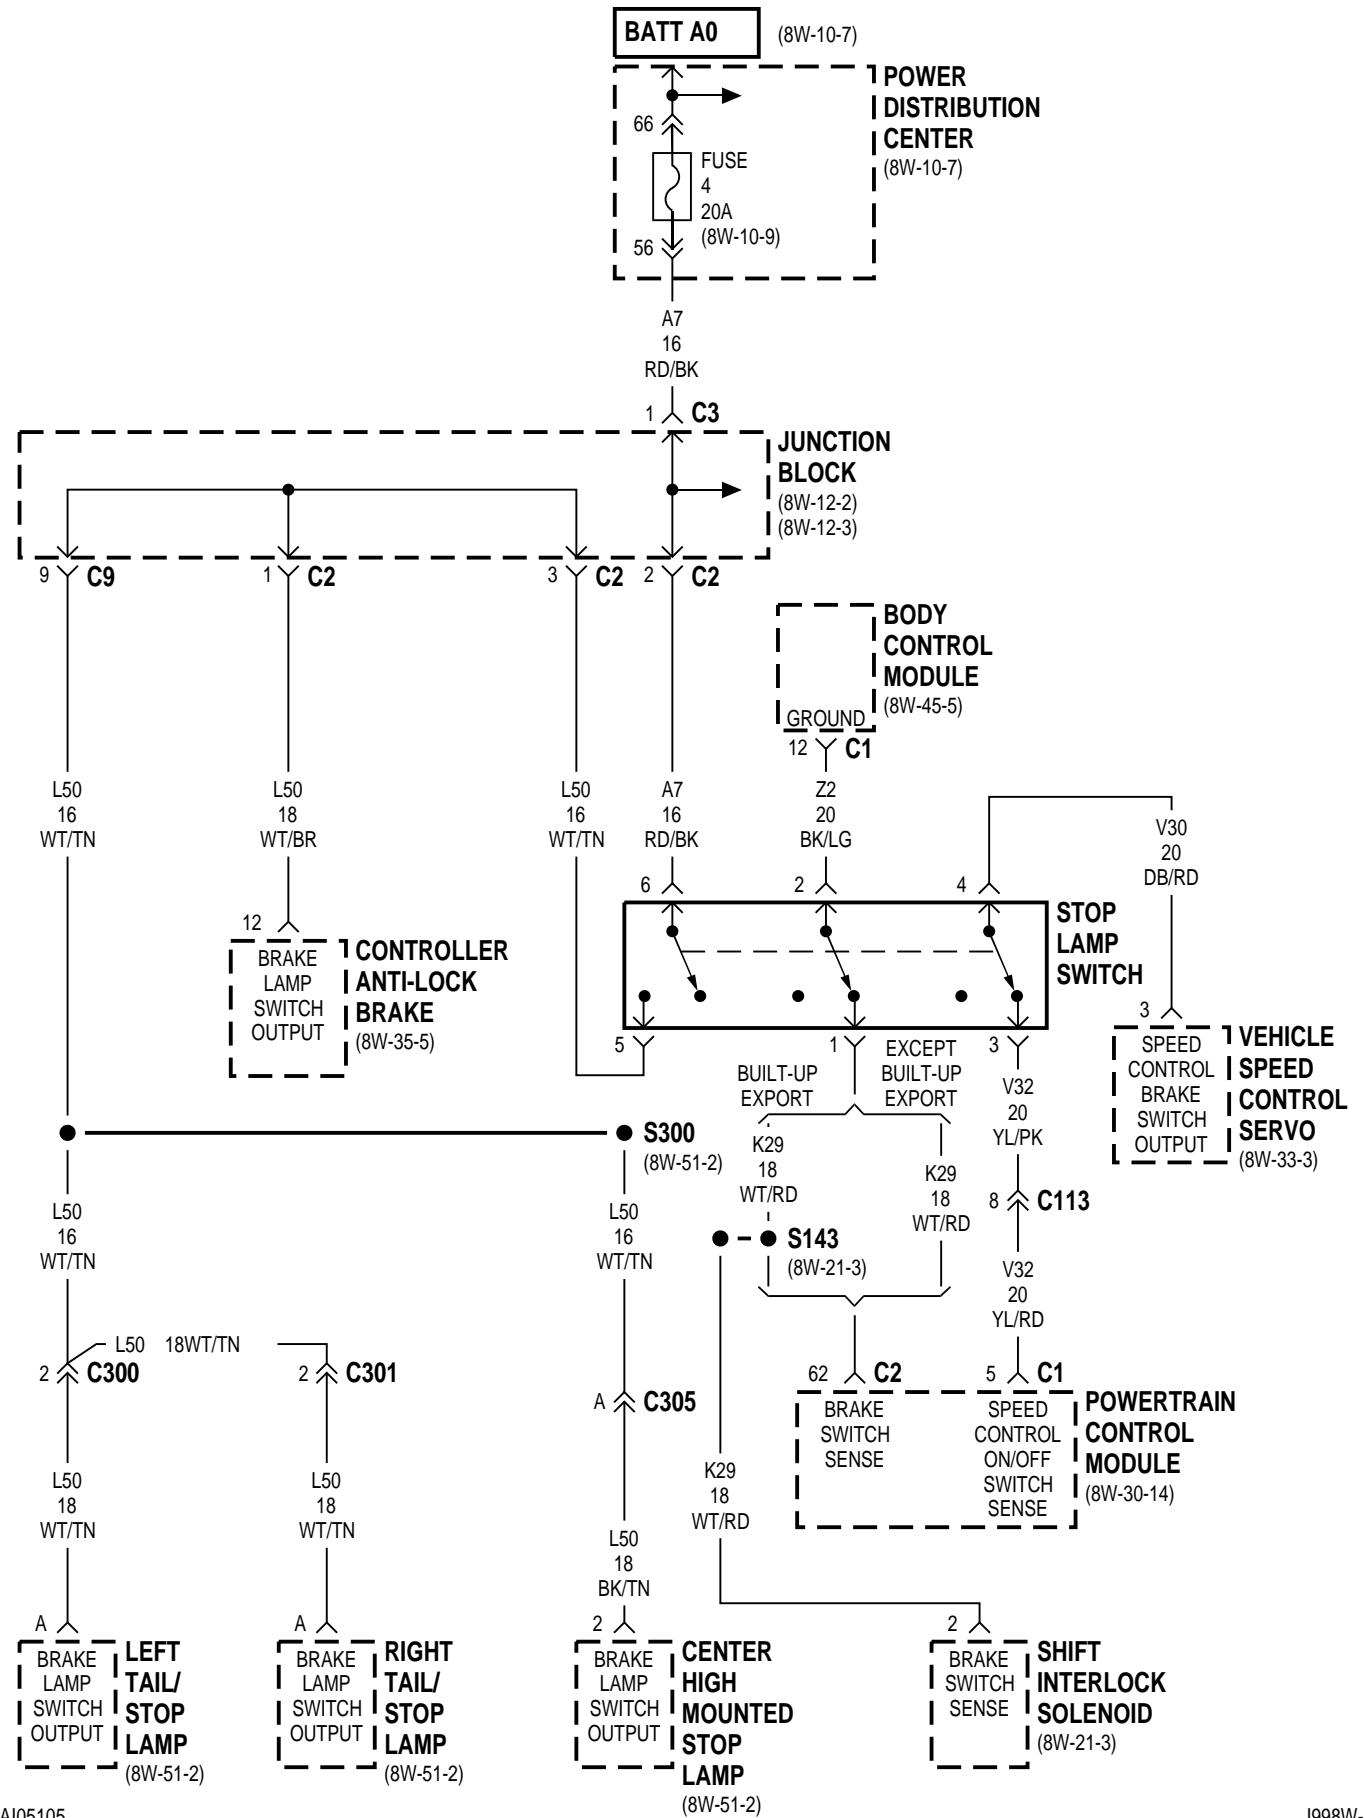 BATT A0
(8W-10-7)
POWER
DISTRIBUTION
CENTER
(8W-10-7)
66
FUSE
4
20A
(8W-10-9)
56
A7
16
RD/BK
1
C3
JUNCTION
BLOCK
(8W-12-2)
(8W-12-3)
9
C9
1
C2
3
C2
2
C2
BODY
CONTROL
MODULE
(8W-45-5)
GROUND
12
C1
L50
16
WT/TN
L50
18
WT/BR
L50
16
WT/TN
A7
16
RD/BK
Z2
20
BK/LG
V30
20
DB/RD
6
2
4
STOP
LAMP
SWITCH
12
BRAKE
LAMP
SWITCH
OUTPUT
CONTROLLER
ANTI-LOCK
BRAKE
(8W-35-5)
5
1
3
3
SPEED
CONTROL
BRAKE
SWITCH
OUTPUT
VEHICLE
SPEED
CONTROL
SERVO
(8W-33-3)
BUILT-UP
EXPORT
EXCEPT
BUILT-UP
EXPORT
V32
20
YL/PK
S300
(8W-51-2)
K29
18
WT/RD
K29
18
WT/RD
8
C113
L50
16
WT/TN
L50
16
WT/TN
S143
(8W-21-3)
V32
20
YL/RD
L50 18WT/TN
2
C300
2
C301
A
C305
62
C2
5
C1
BRAKE
SWITCH
SENSE
SPEED
CONTROL
ON/OFF
SWITCH
SENSE
POWERTRAIN
CONTROL
MODULE
(8W-30-14)
L50
18
WT/TN
L50
18
WT/TN
L50
18
BK/TN
K29
18
WT/RD
A
BRAKE
LAMP
SWITCH
OUTPUT
LEFT
TAIL/
STOP
LAMP
(8W-51-2)
A
BRAKE
LAMP
SWITCH
OUTPUT
RIGHT
TAIL/
STOP
LAMP
(8W-51-2)
2
BRAKE
LAMP
SWITCH
OUTPUT
CENTER
HIGH
MOUNTED
STOP
LAMP
(8W-51-2)
2
BRAKE
SWITCH
SENSE
SHIFT
INTERLOCK
SOLENOID
(8W-21-3)